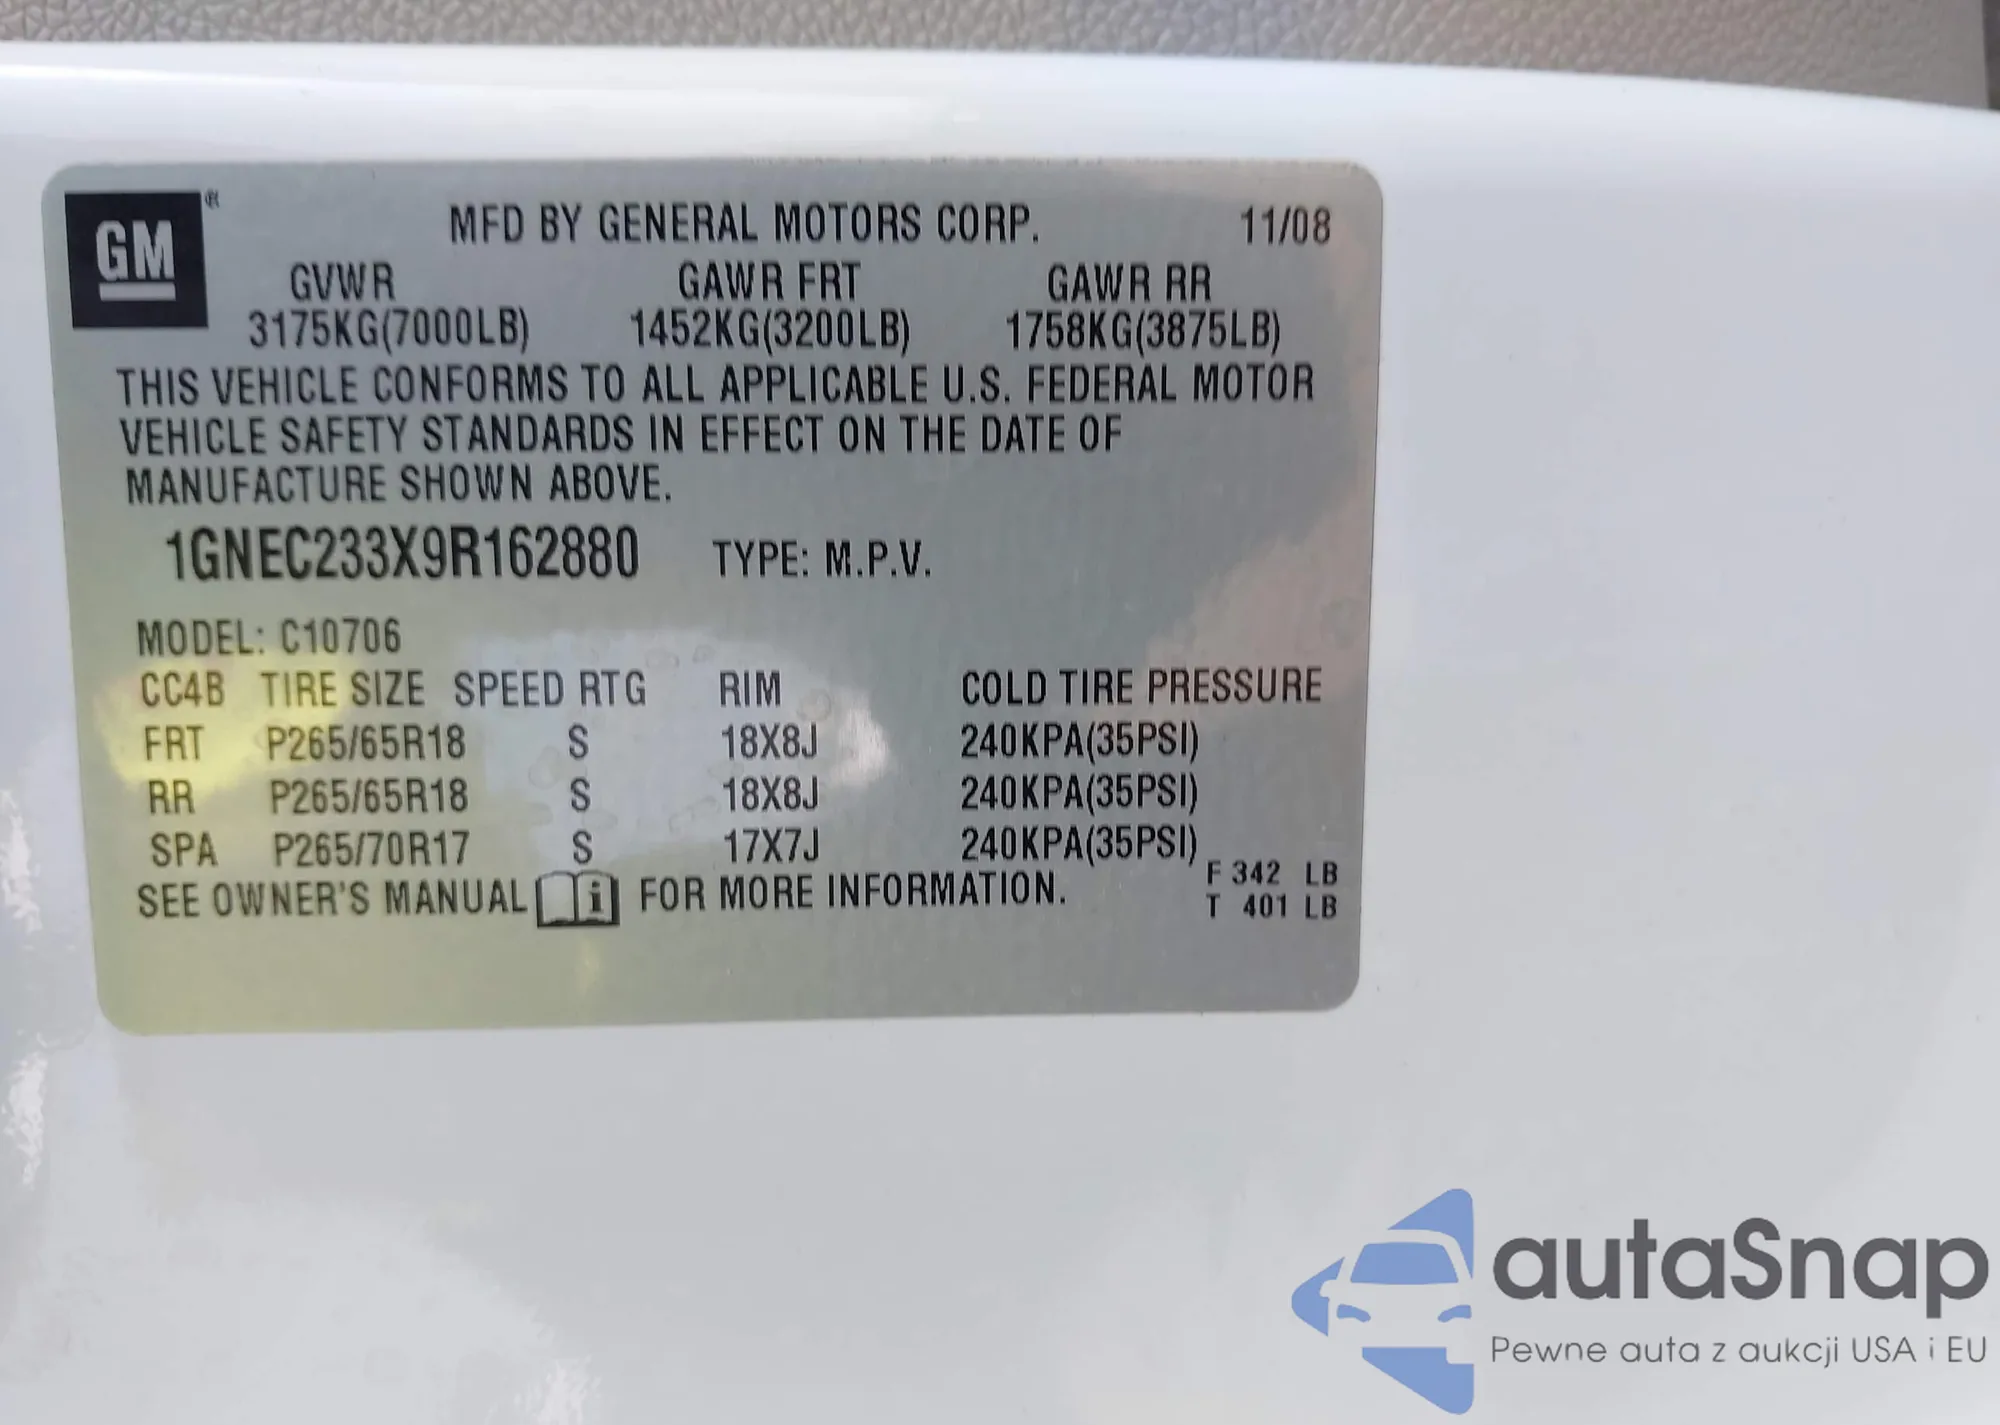 GM®
MFD BY GENERAL MOTORS CORP. 11/08
GVWR GAWR FRT GAWR RR
3175KG(7000LB) 1452KG(3200LB) 1758KG(3875LB)
THIS VEHICLE CONFORMS TO ALL APPLICABLE U.S. FEDERAL MOTOR
VEHICLE SAFETY STANDARDS IN EFFECT ON THE DATE OF
MANUFACTURE SHOWN ABOVE.
1GNEC233X9R162880 TYPE: M.P.V.
MODEL: C10706
CC4B TIRE SIZE SPEED RTG RIM COLD TIRE PRESSURE
FRT P265/65R18 S 18X8J 240KPA(35PSI)
RR P265/65R18 S 18X8J 240KPA(35PSI)
SPA P265/70R17 S 17X7J 240KPA(35PSI)
SEE OWNER'S MANUAL i FOR MORE INFORMATION.
F 342 LB
T 401 LB
autaSnap
Pewne auta z aukcji USA i EU